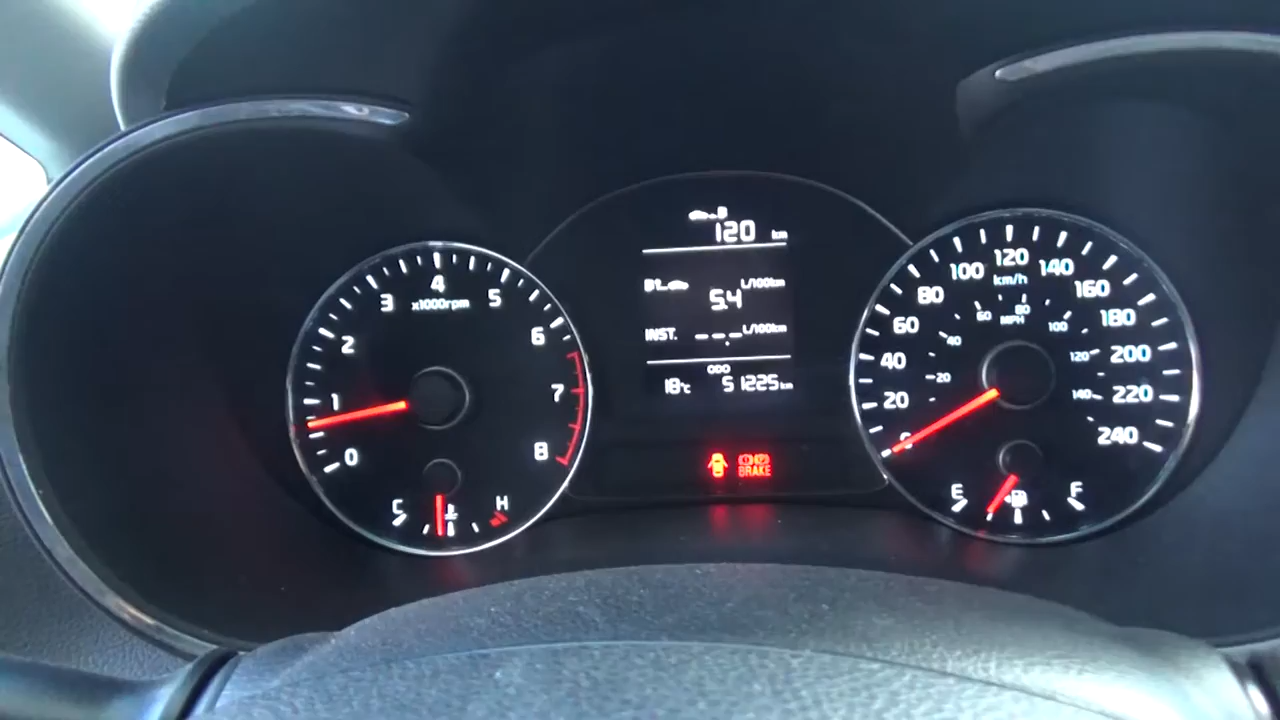 120 km
L/100km
5.4
INST. --.- L/100km
ODO
18°C 51225 km
BRAKE
0 1 2 3 4 5 6 7 8
x1000rpm
C H
0 20 40 60 80 100 120 140 160 180 200 220 240
km/h
20 40 60 80 100 120 140
MPH
E F